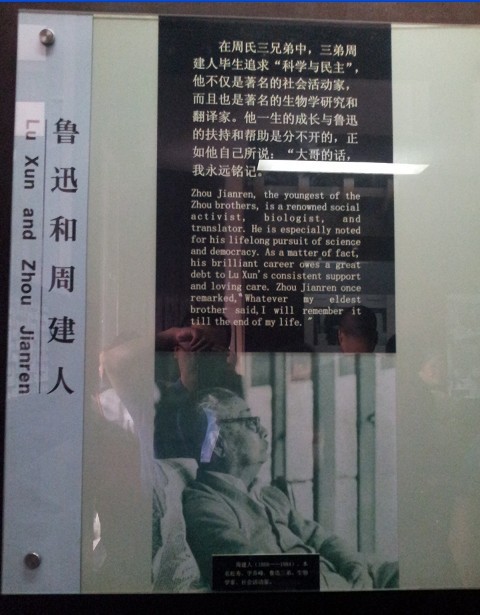 鲁迅和周建人
Lu Xun and Zhou Jianren
在周氏三兄弟中，三弟周
建人毕生追求“科学与民主”，
他不仅是著名的社会活动家，
而且也是著名的生物学研究和
翻译家。他一生的成长与鲁迅
的扶持和帮助是分不开的，正
如他自己所说：“大哥的话，
我永远铭记。
Zhou Jianren, the youngest of the
Zhou brothers, is a renowned social
activist, biologist, and
translator. He is especially noted
for his lifelong pursuit of science
and democracy. As a matter of fact,
his brilliant career owes a great
debt to Lu Xun's consistent support
and loving care. Zhou Jianren once
remarked,"Whatever my eldest
brother said,I will remember it
till the end of my life."